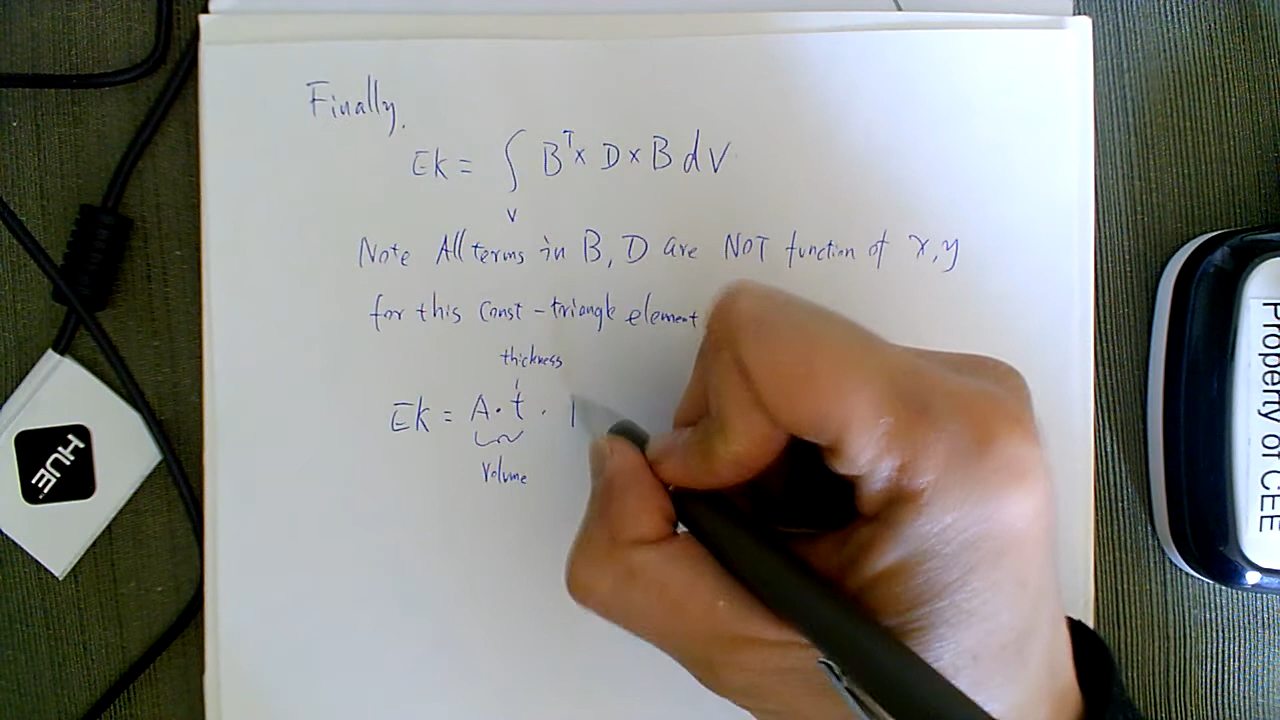 Finally,
Ek = ∫ Bᵀ × D × B dV
V
Note All terms in B, D are NOT function of x,y
for this Const-triangle element
thickness
Ek = A · t ·
Volume
HUE
Property of CEE